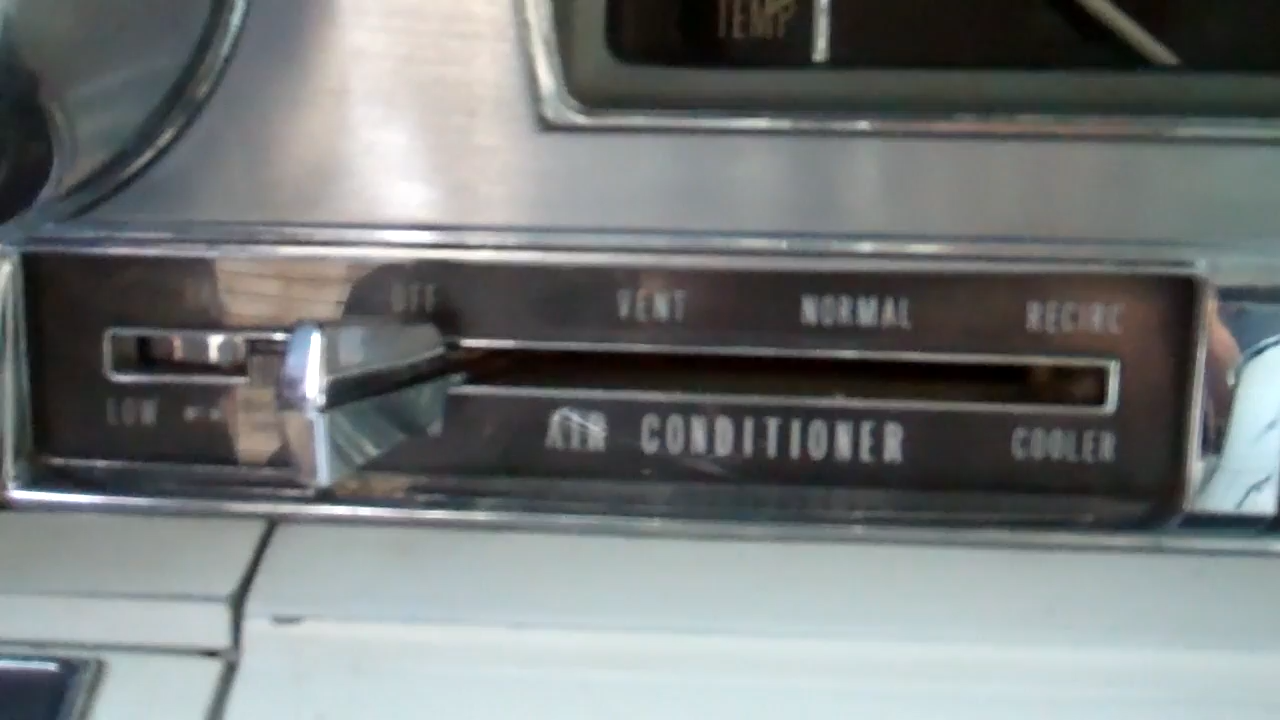 TEMP
OFF VENT NORMAL RECIRC
LOW AIR CONDITIONER COOLER